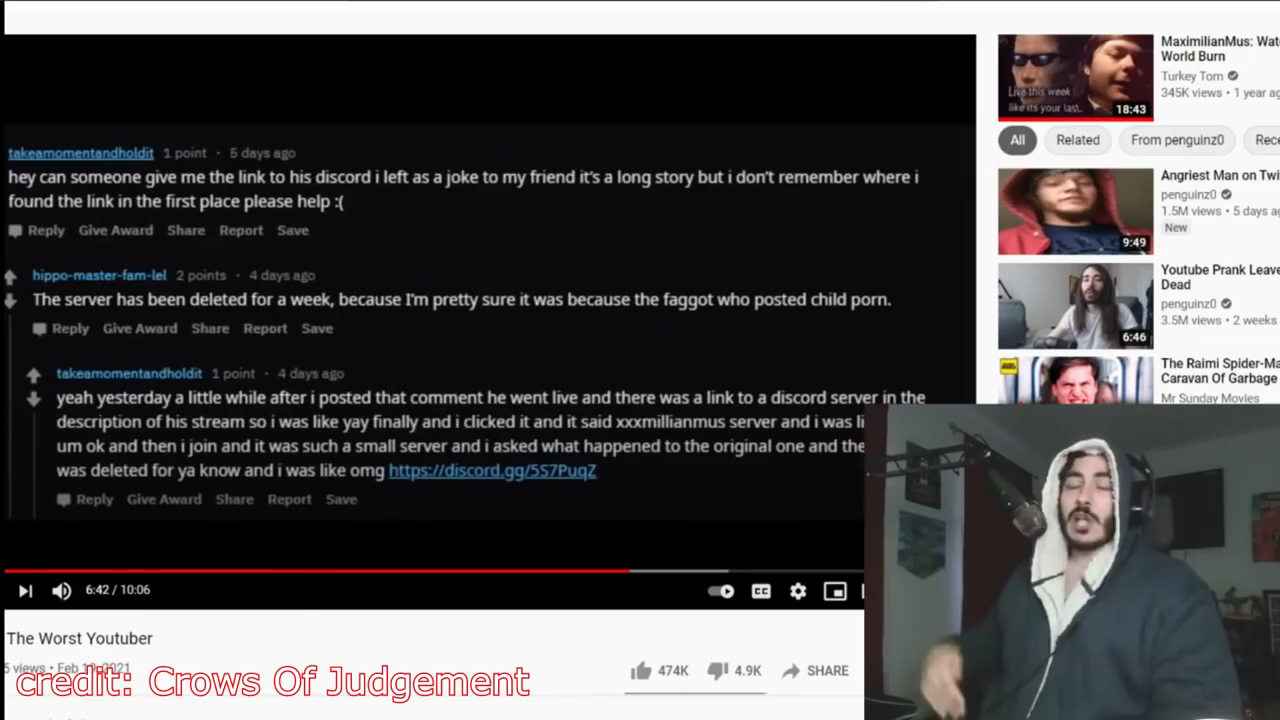 takeamomentandholdit 1 point · 5 days ago
hey can someone give me the link to his discord i left as a joke to my friend it's a long story but i don't remember where i
found the link in the first place please help :(
Reply Give Award Share Report Save
hippo-master-fam-lel 2 points · 4 days ago
The server has been deleted for a week, because I'm pretty sure it was because the faggot who posted child porn.
Reply Give Award Share Report Save
takeamomentandholdit 1 point · 4 days ago
yeah yesterday a little while after i posted that comment he went live and there was a link to a discord server in the
description of his stream so i was like yay finally and i clicked it and it said xxxmillianmus server and i was li
um ok and then i join and it was such a small server and i asked what happened to the original one and the
was deleted for ya know and i was like omg https://discord.gg/5S7PuqZ
Reply Give Award Share Report Save
6:42 / 10:06
CC
The Worst Youtuber
5 views • Feb 2021
474K 4.9K SHARE
credit: Crows Of Judgement
Live this week
like its your last..
18:43
MaximilianMus: Wat
World Burn
Turkey Tom
345K views • 1 year ag
All Related From penguinz0 Rece
9:49
Angriest Man on Twi
penguinz0
1.5M views • 5 days ag
New
6:46
Youtube Prank Leave
Dead
penguinz0
3.5M views • 2 weeks
The Raimi Spider-Ma
Caravan Of Garbage
Mr Sunday Movies